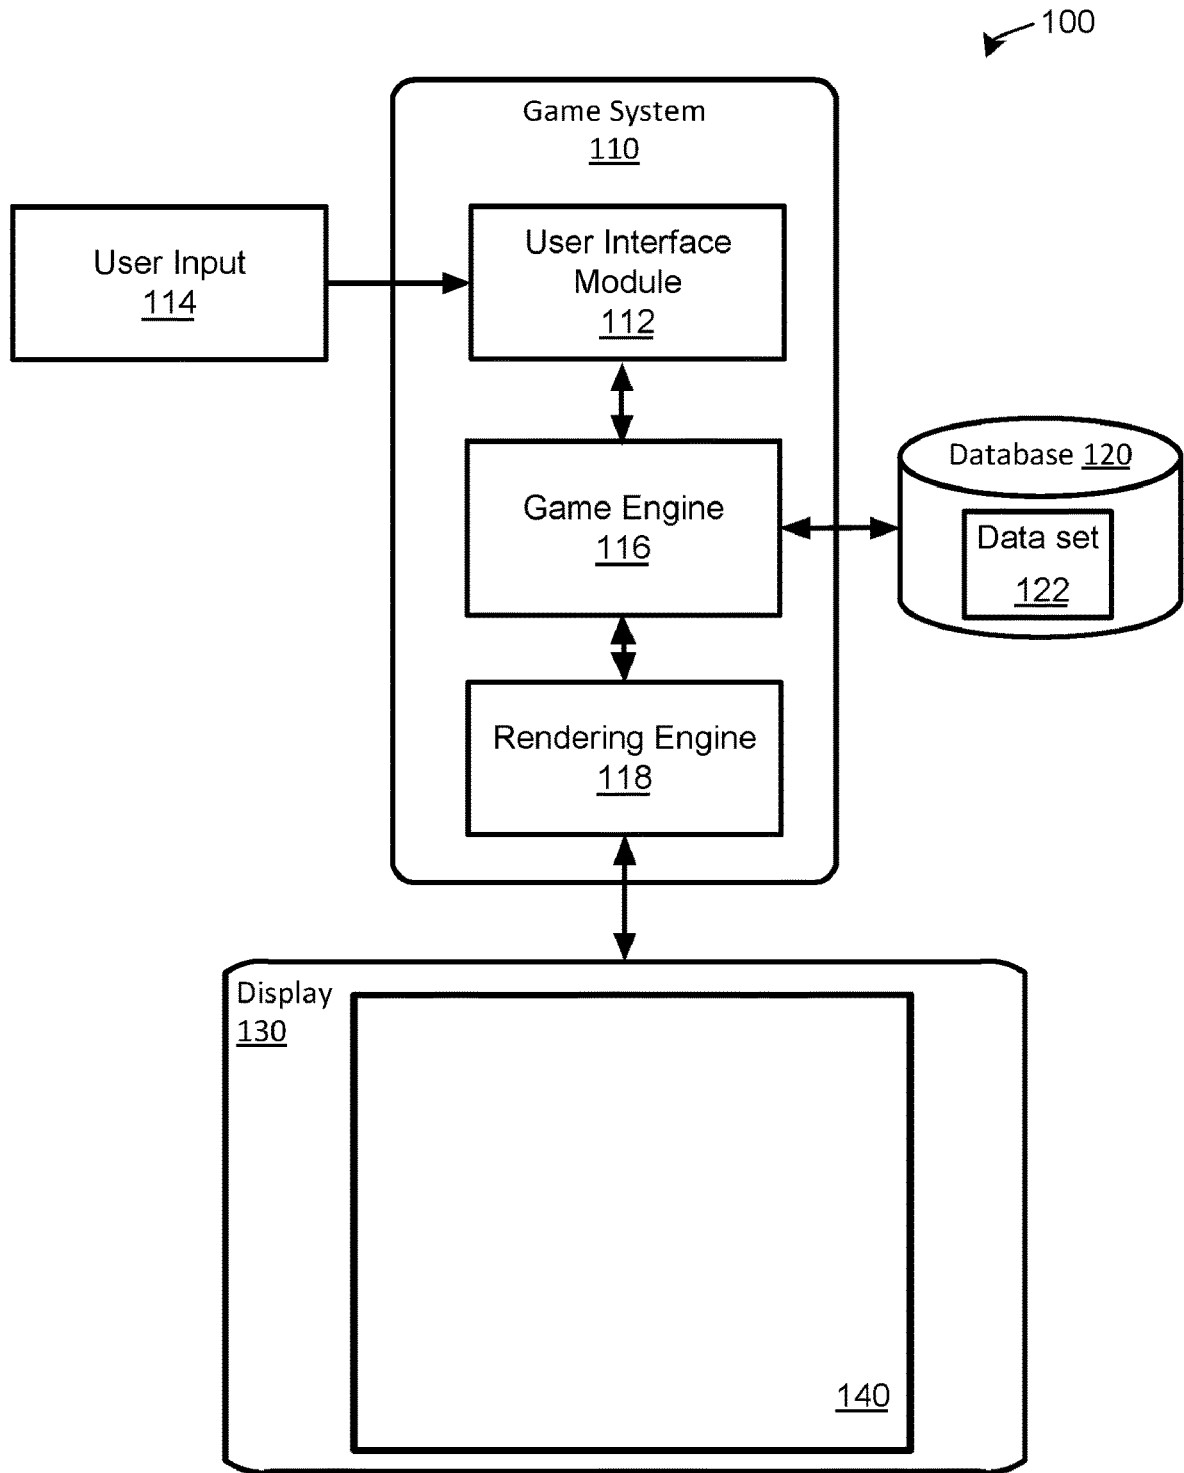 100
Game System
110
User Input
114
User Interface
Module
112
Game Engine
116
Database 120
Data set
122
Rendering Engine
118
Display
130
140